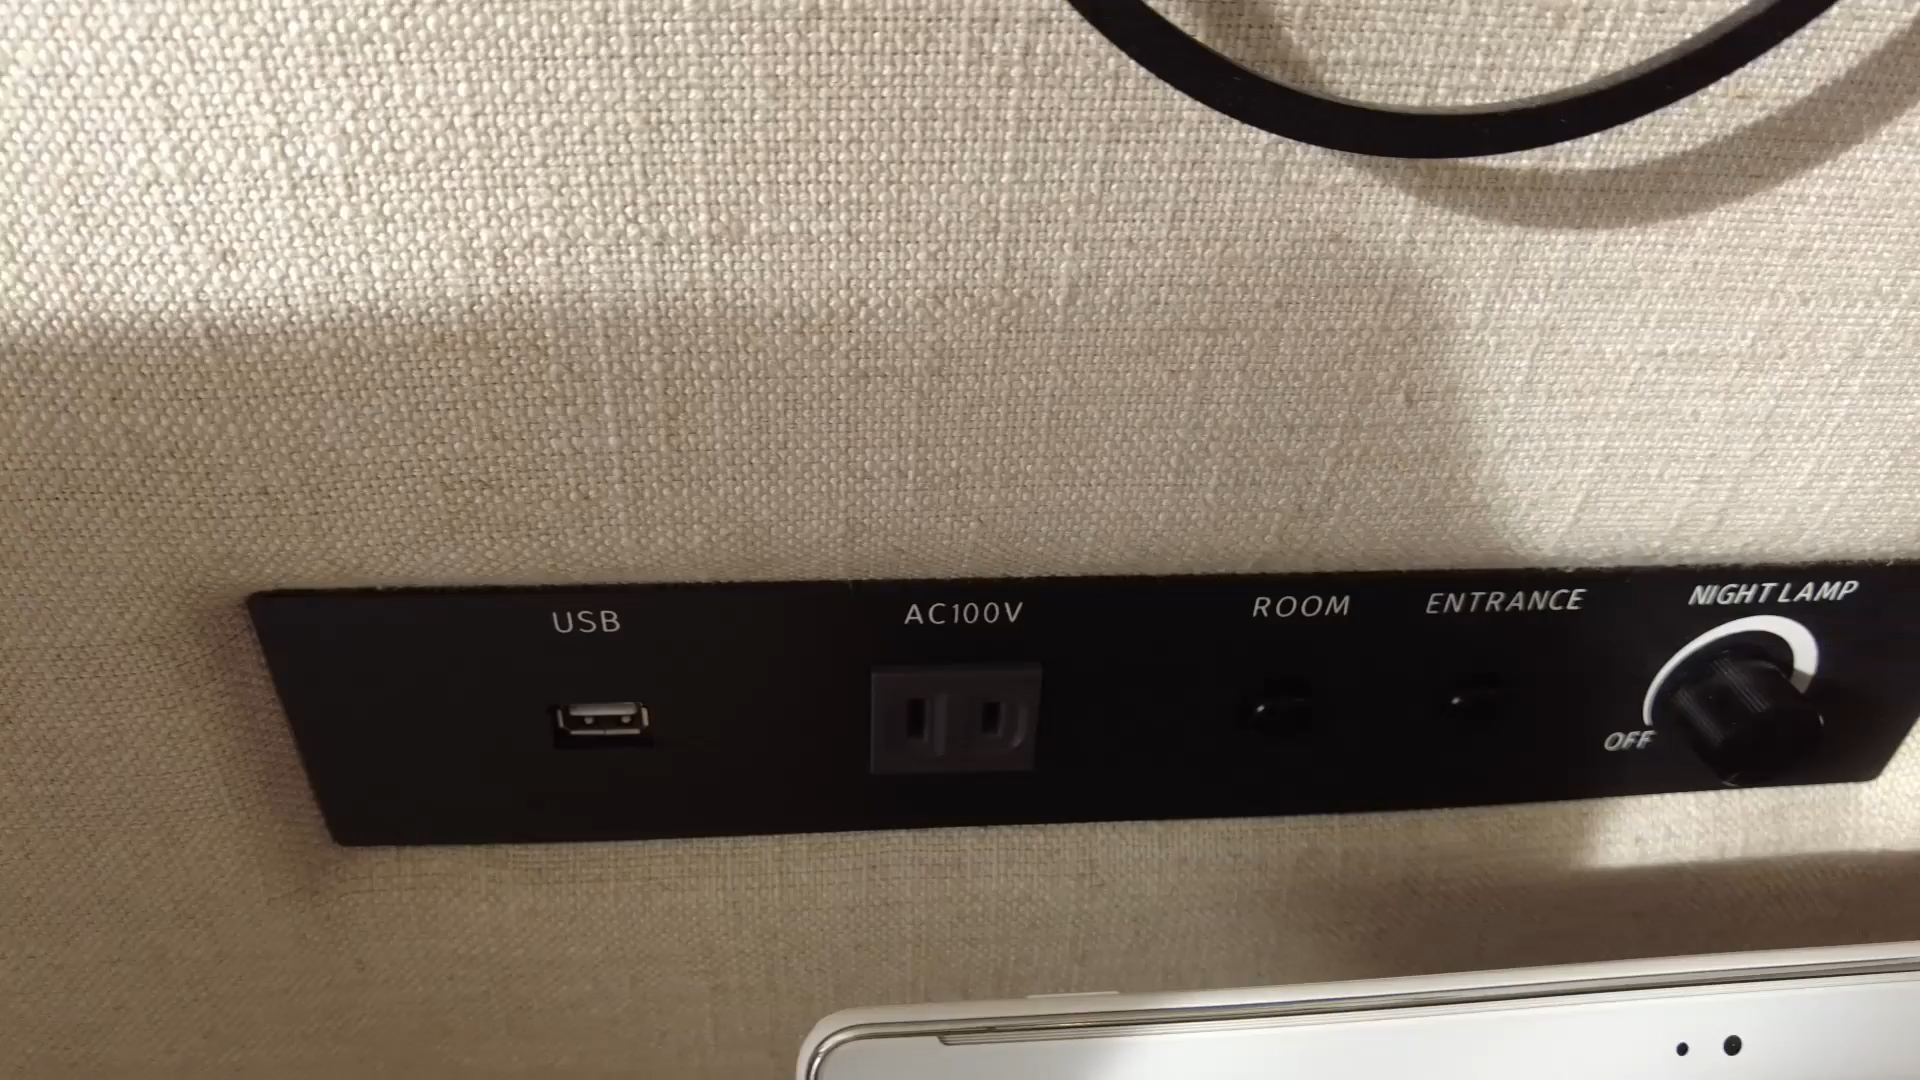 USB
AC100V
ROOM
ENTRANCE
NIGHT LAMP
OFF